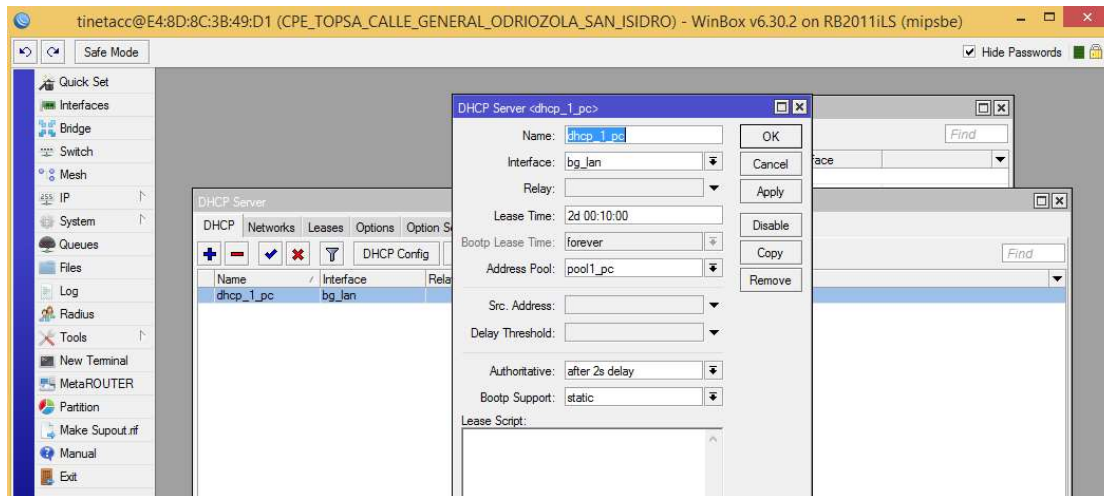 tinetacc@E4:8D:8C:3B:49:D1 (CPE_TOPSA_CALLE_GENERAL_ODRIOZOLA_SAN_ISIDRO) - WinBox v6.30.2 on RB2011iLS (mipsbe)
Safe Mode
Hide Passwords
Quick Set
Interfaces
Bridge
Switch
Mesh
IP
System
Queues
Files
Log
Radius
Tools
New Terminal
MetaROUTER
Partition
Make Supout.rif
Manual
Exit
Find
face
DHCP Server
DHCP Networks Leases Options Option S
DHCP Config
Find
Name Interface Rela
dhcp_1_pc bg_lan
DHCP Server <dhcp_1_pc>
Name: dhcp_1_pc
Interface: bg_lan
Relay:
Lease Time: 2d 00:10:00
Bootp Lease Time: forever
Address Pool: pool1_pc
Src. Address:
Delay Threshold:
Authoritative: after 2s delay
Bootp Support: static
Lease Script:
OK
Cancel
Apply
Disable
Copy
Remove